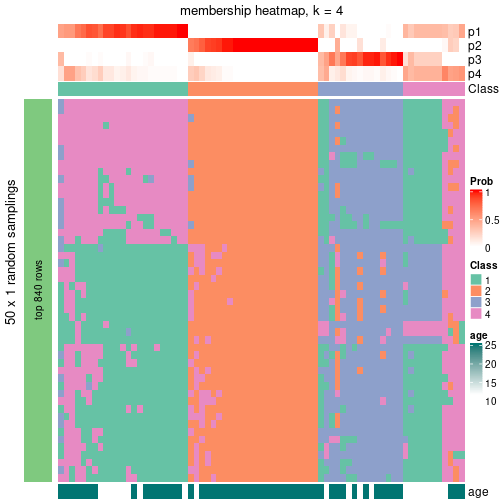 membership heatmap, k = 4
p1
p2
p3
p4
Class
50 x 1 random samplings
top 840 rows
Prob
1
0.5
0
Class
1
2
3
4
age
25
20
15
10
age